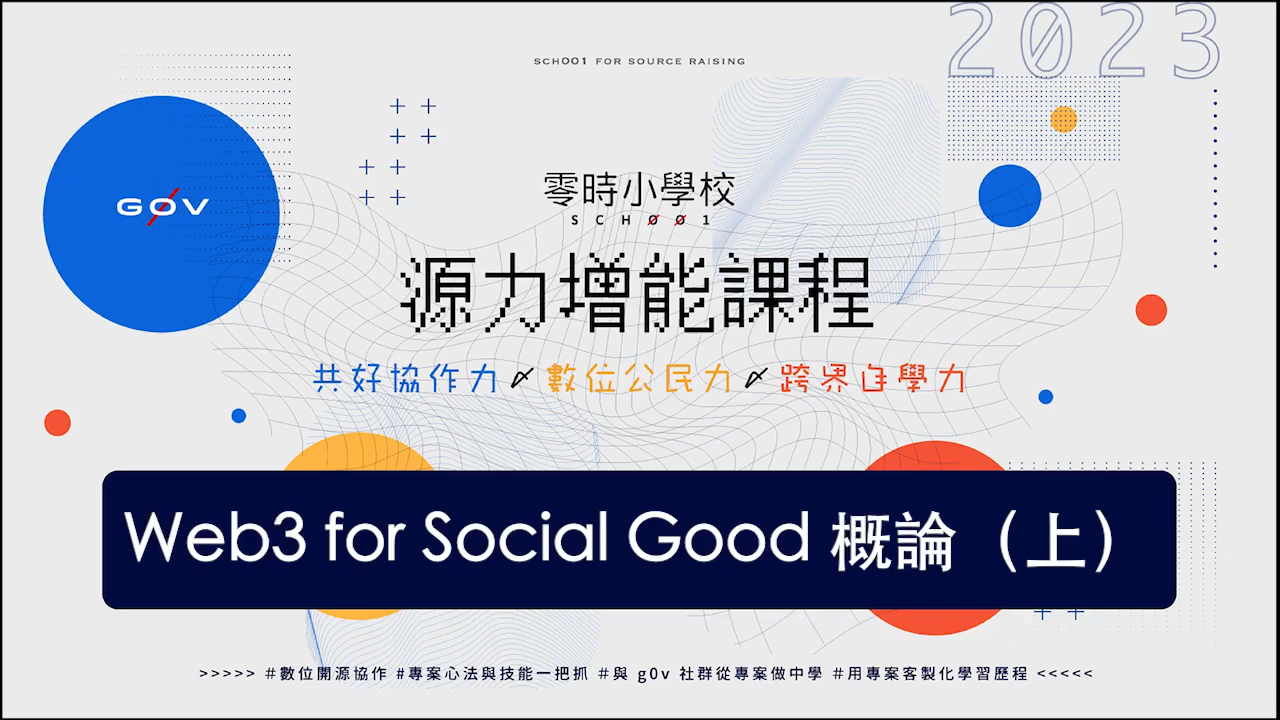 2023
SCH001 FOR SOURCE RAISING
G0V
零時小學校
SCH001
源力增能課程
共好協作力〆數位公民力〆跨界自學力
Web3 for Social Good 概論（上）
>>>>> #數位開源協作 #專案心法與技能一把抓 #與 g0v 社群從專案做中學 #用專案客製化學習歷程 <<<<<